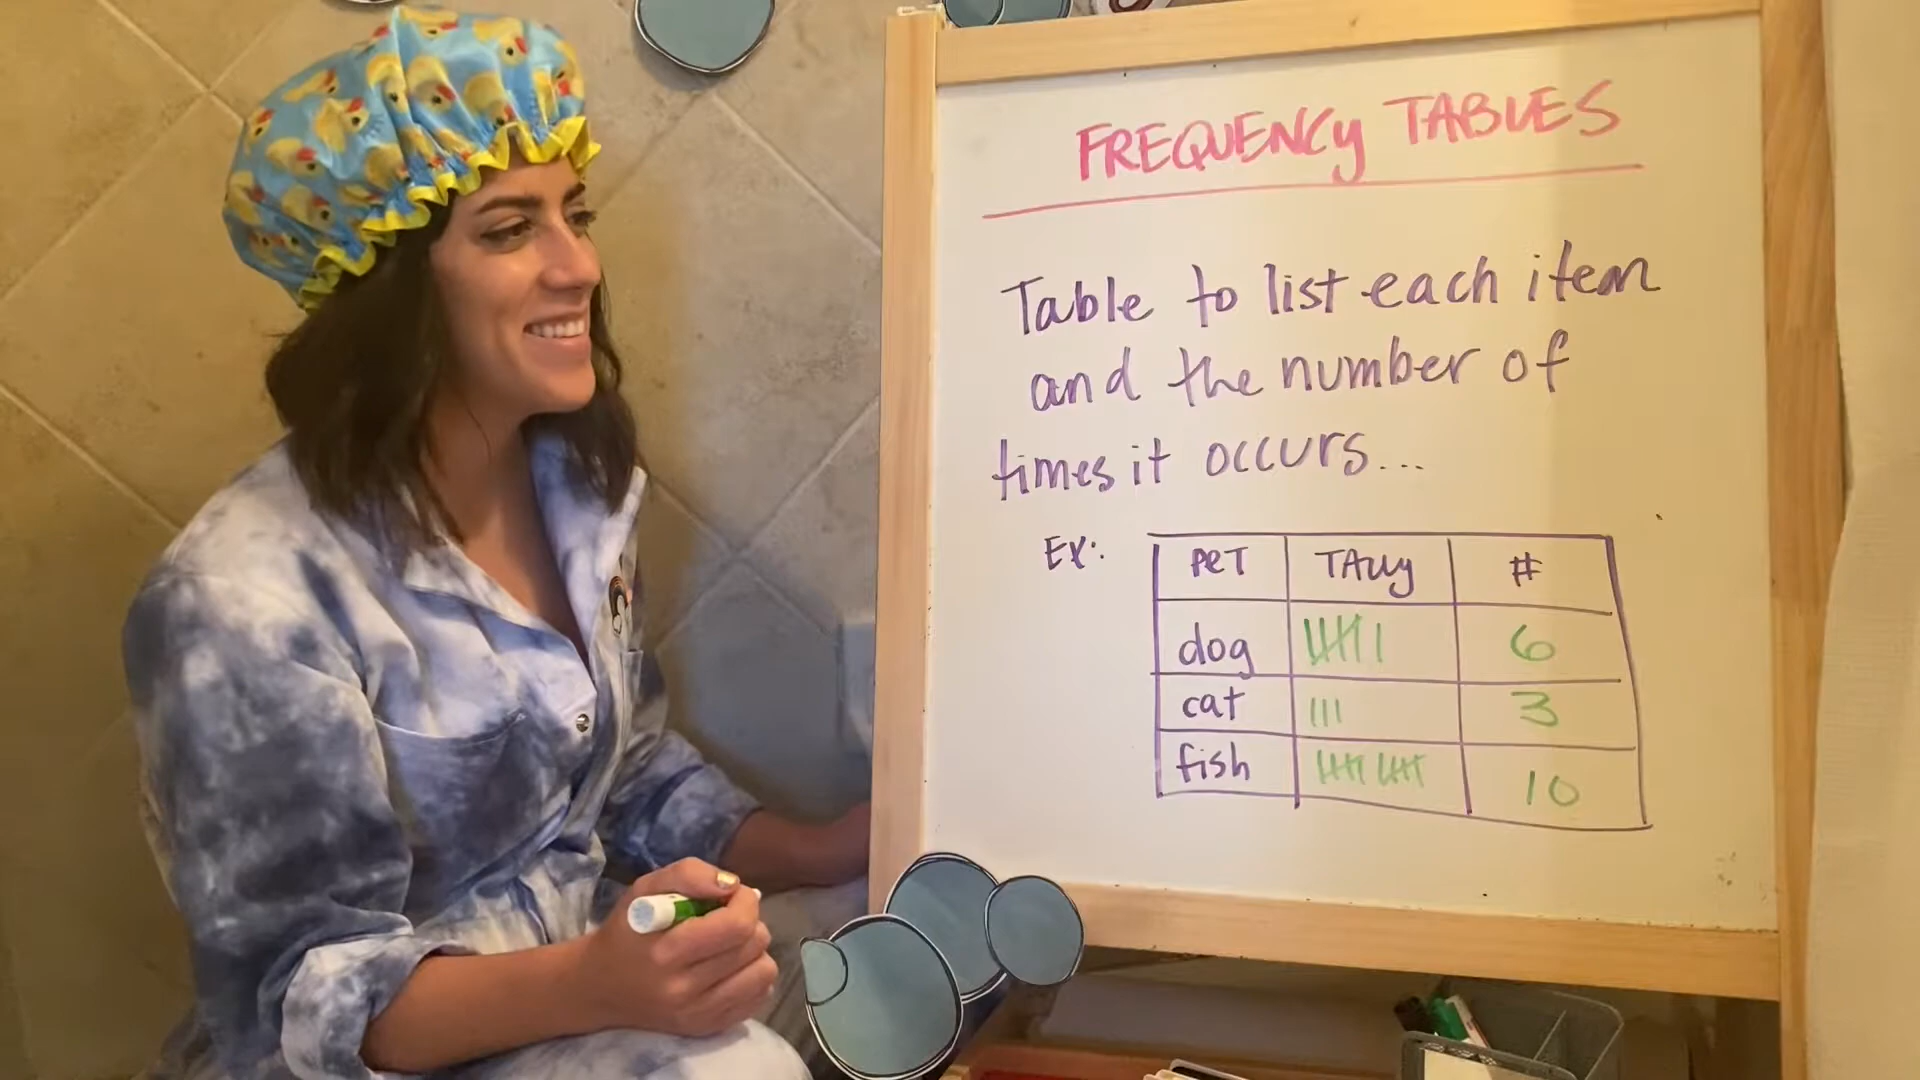 FREQUENCY TABLES
Table to list each item
and the number of
times it occurs...
EX:
PET TALLY #
dog 6
cat 3
fish 10